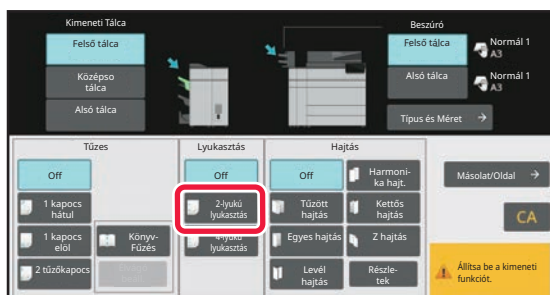 Kimeneti Tálca
Beszúró
Felső tálca
Középso
tálca
Alsó tálca
Felső tálca
Normál 1
A3
Alsó tálca
Normál 1
A3
Típus és Méret
Tűzes
Lyukasztás
Hajtás
Off
1 kapocs
hátul
1 kapocs
elöl
2 tűzőkapocs
Könyv-
Fűzés
Off
2-lyukú
lyukasztás
4-lyukú
lyukasztás
Off
Harmoni-
ka hajt.
Tűzött
hajtás
Kettős
hajtás
Egyes hajtás
Z hajtás
Levél
hajtás
Részle-
tek
Másolat/Oldal
CA
Állítsa be a kimeneti
funkciót.